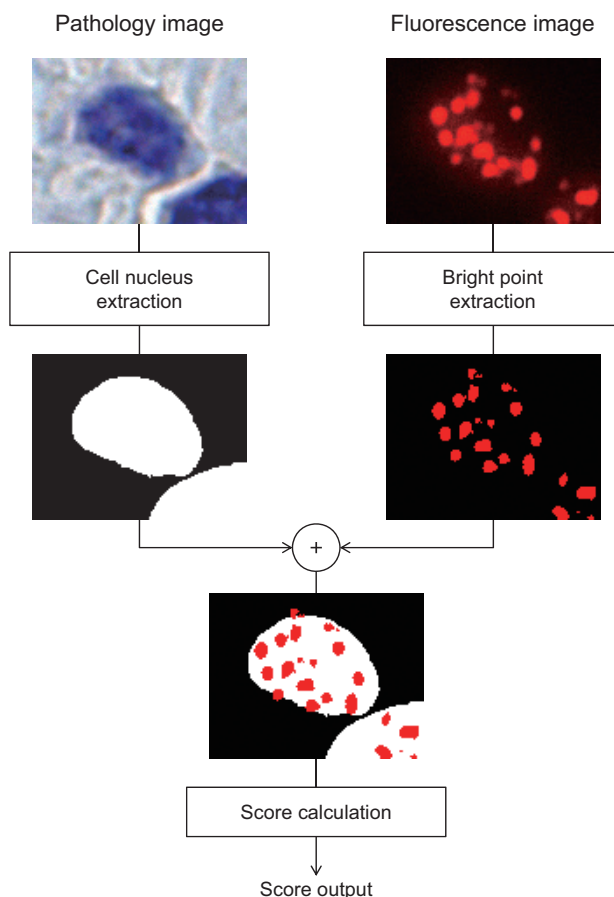 Pathology image
Fluorescence image
Cell nucleus
extraction
Bright point
extraction
+
Score calculation
Score output